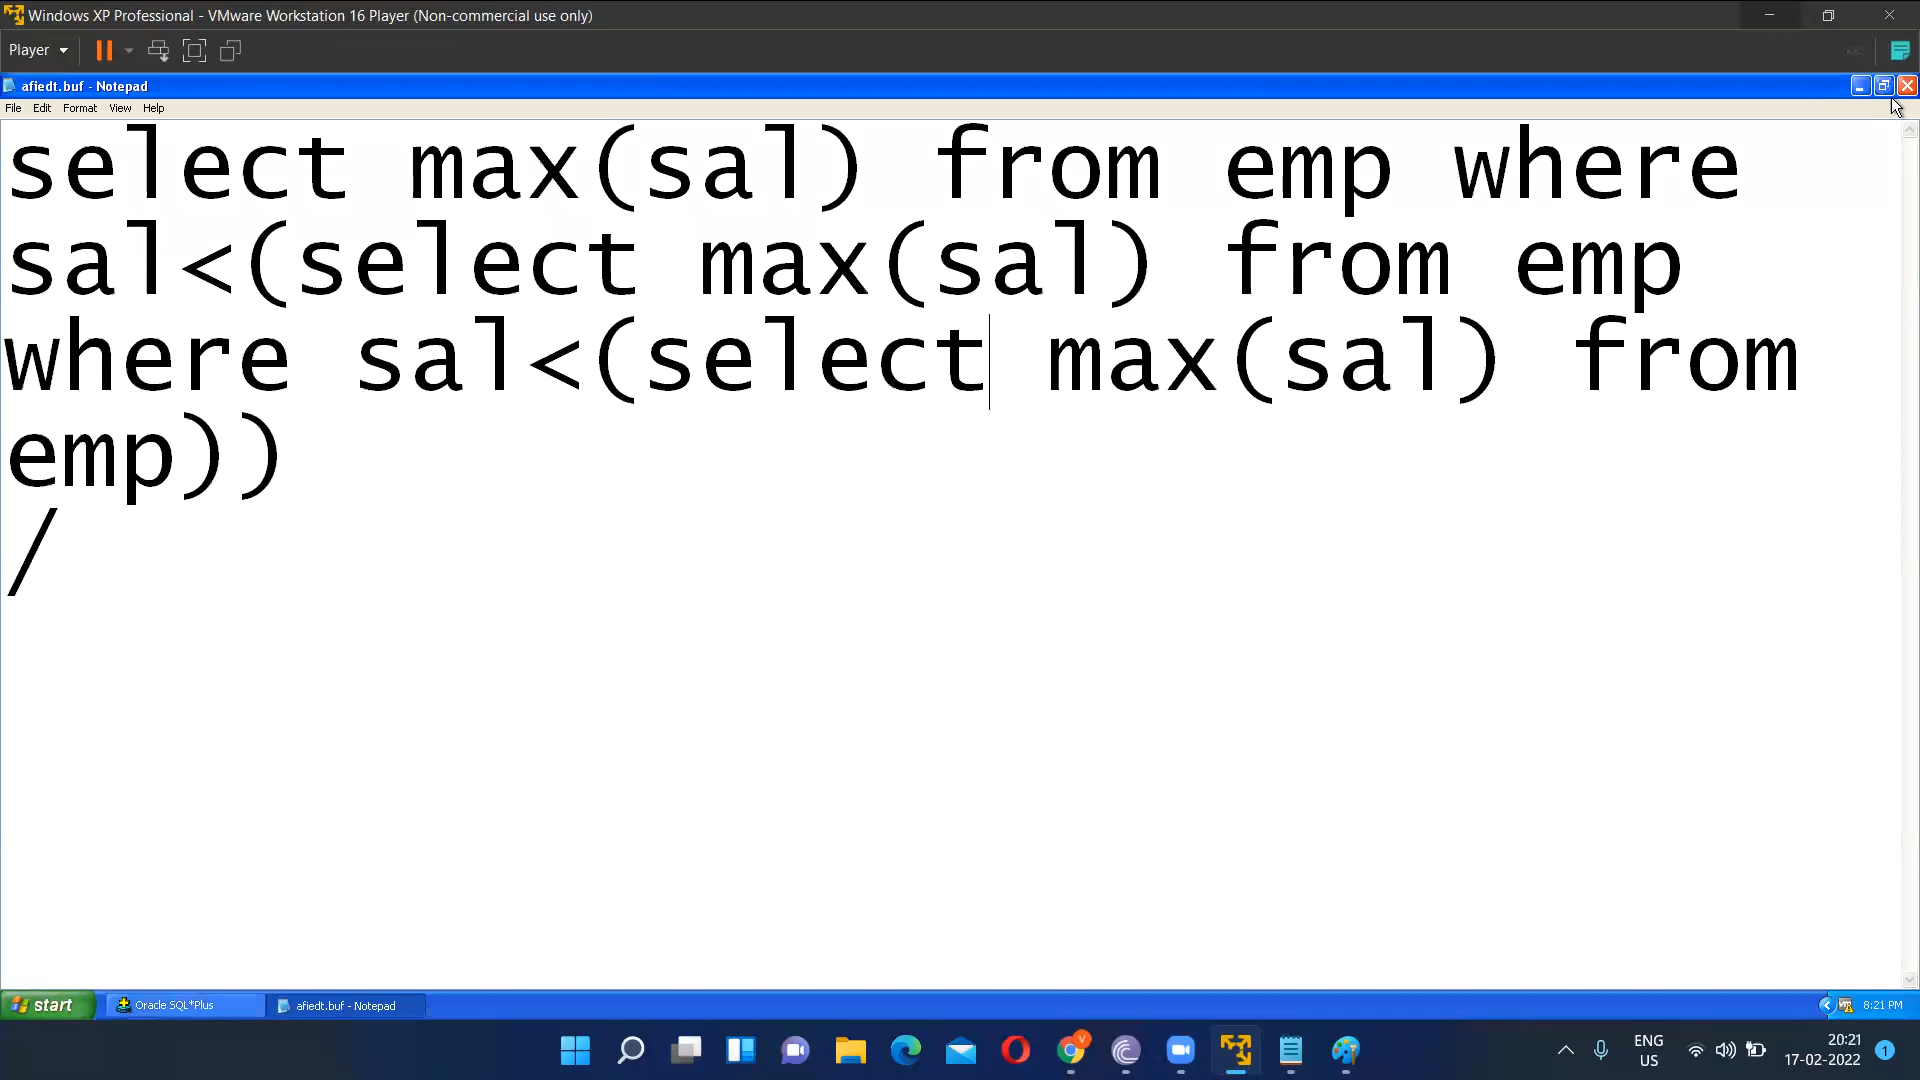 Windows XP Professional - VMware Workstation 16 Player (Non-commercial use only)
Player
afiedt.buf - Notepad
File Edit Format View Help
select max(sal) from emp where
sal<(select max(sal) from emp
where sal<(select max(sal) from
emp))
/
start Oracle SQL*Plus afiedt.buf - Notepad 8:21 PM
ENG 20:21
US 17-02-2022 1